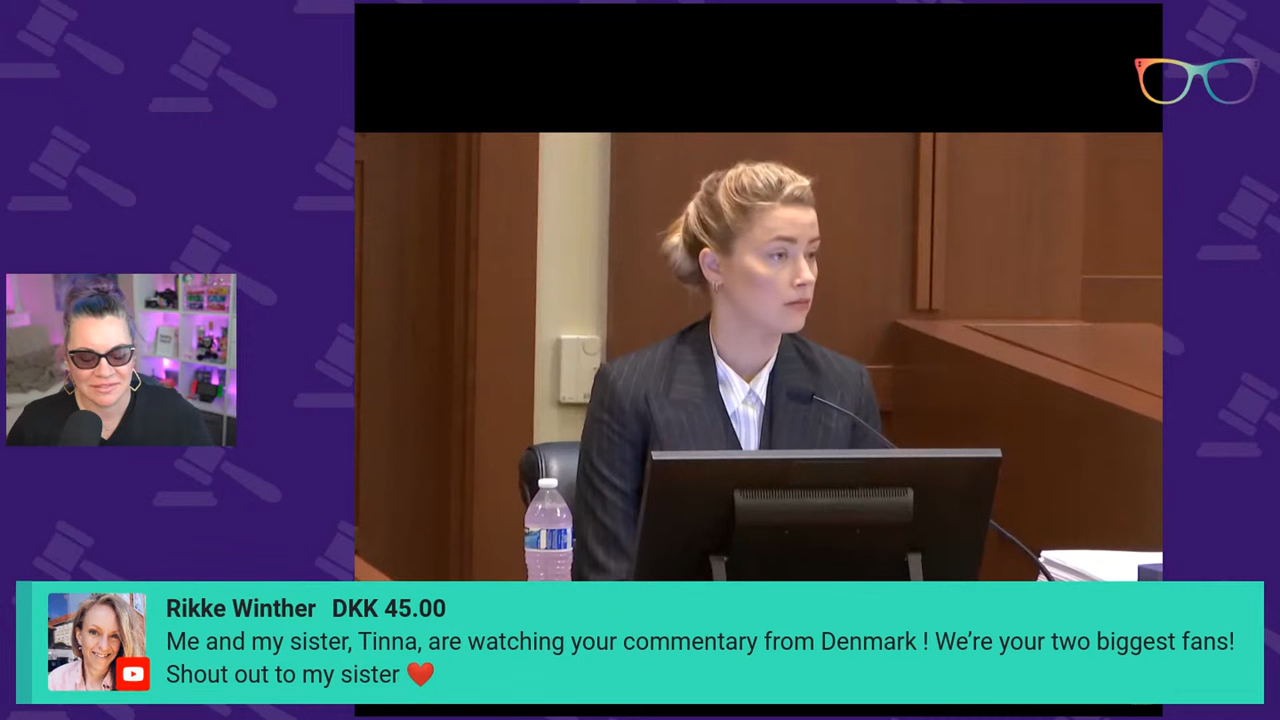 Rikke Winther DKK 45.00
Me and my sister, Tinna, are watching your commentary from Denmark ! We’re your two biggest fans!
Shout out to my sister ❤️